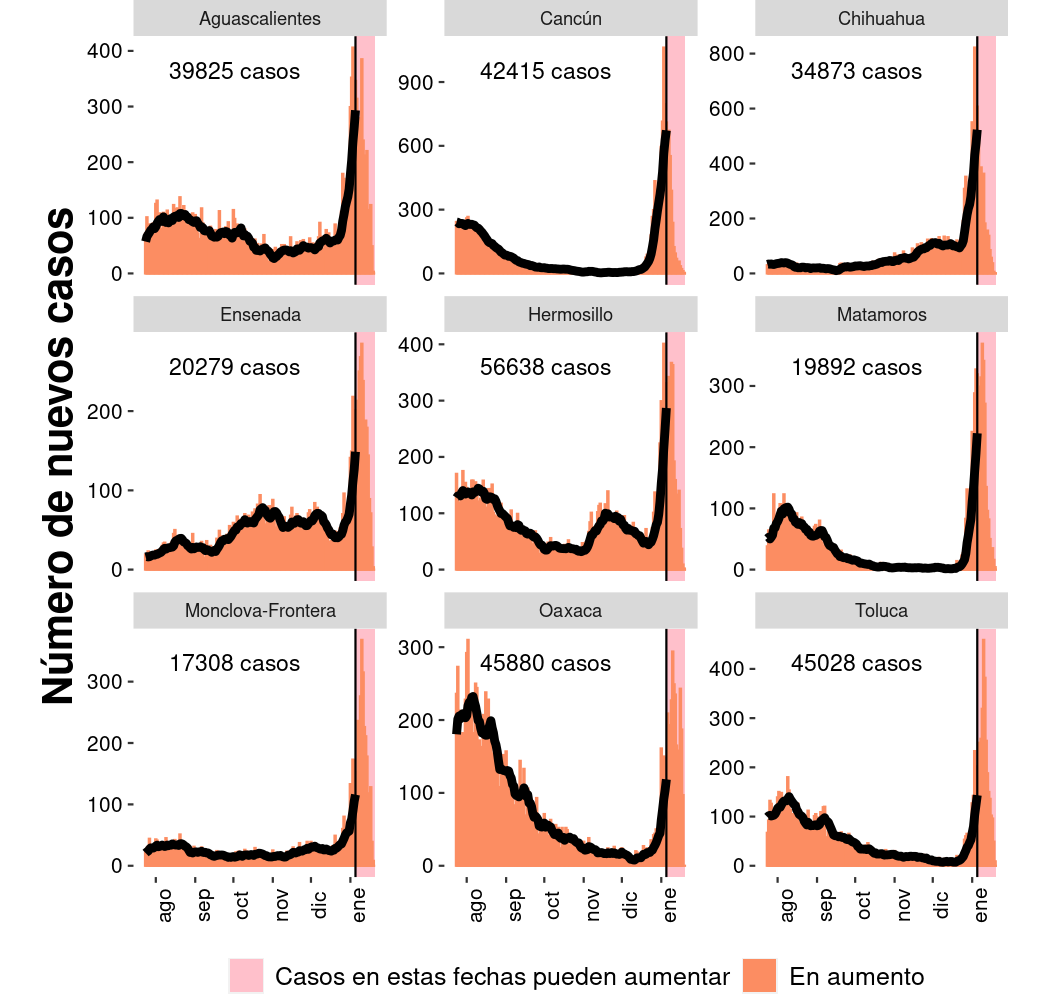 Número de nuevos casos
Aguascalientes
Cancún
Chihuahua
39825 casos
42415 casos
34873 casos
400
300
200
100
0
900
600
300
0
800
600
400
200
0
Ensenada
Hermosillo
Matamoros
20279 casos
56638 casos
19892 casos
200
100
0
400
300
200
100
0
300
200
100
0
Monclova-Frontera
Oaxaca
Toluca
17308 casos
45880 casos
45028 casos
300
200
100
0
300
200
100
0
400
300
200
100
0
ago sep oct nov dic ene
ago sep oct nov dic ene
ago sep oct nov dic ene
Casos en estas fechas pueden aumentar
En aumento